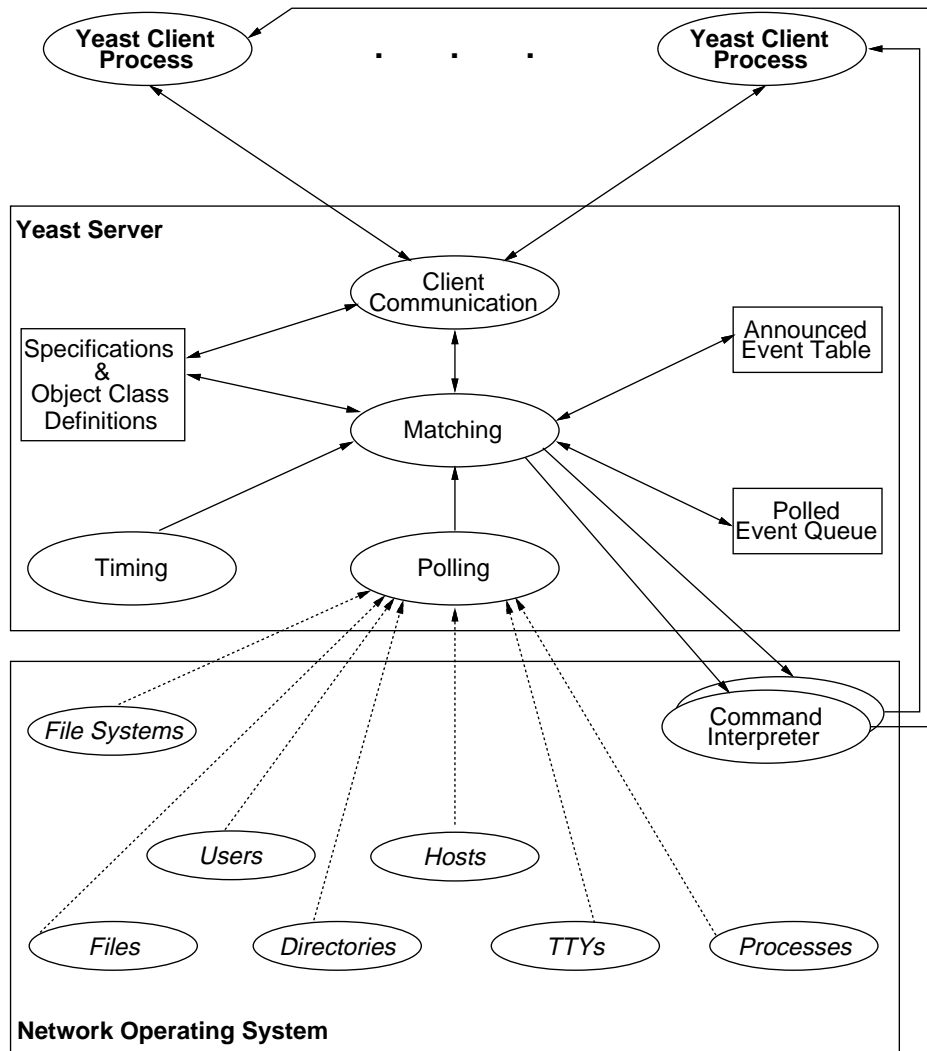 Yeast Client
Process
. . .
Yeast Client
Process
Yeast Server
Client
Communication
Specifications
&
Object Class
Definitions
Announced
Event Table
Matching
Polled
Event Queue
Timing
Polling
File Systems
Command
Interpreter
Users
Hosts
Files
Directories
TTYs
Processes
Network Operating System